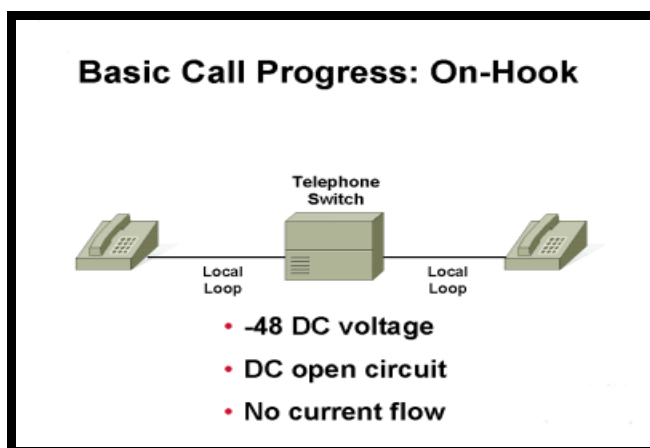 Basic Call Progress: On-Hook
Telephone
Switch
Local
Loop
Local
Loop
• -48 DC voltage
• DC open circuit
• No current flow